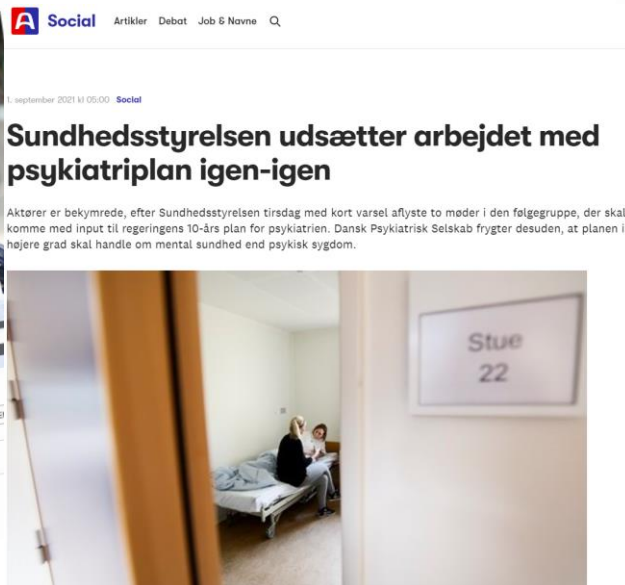 A Social Artikler Debat Job & Navne
1. september 2021 kl 05:00 Social
Sundhedsstyrelsen udsætter arbejdet med
psykiatriplan igen-igen
Aktører er bekymrede, efter Sundhedsstyrelsen tirsdag med kort varsel aflyste to møder i den følgegruppe, der skal
komme med input til regeringens 10-års plan for psykiatrien. Dansk Psykiatrisk Selskab frygter desuden, at planen i
højere grad skal handle om mental sundhed end psykisk sygdom.
Stue
22